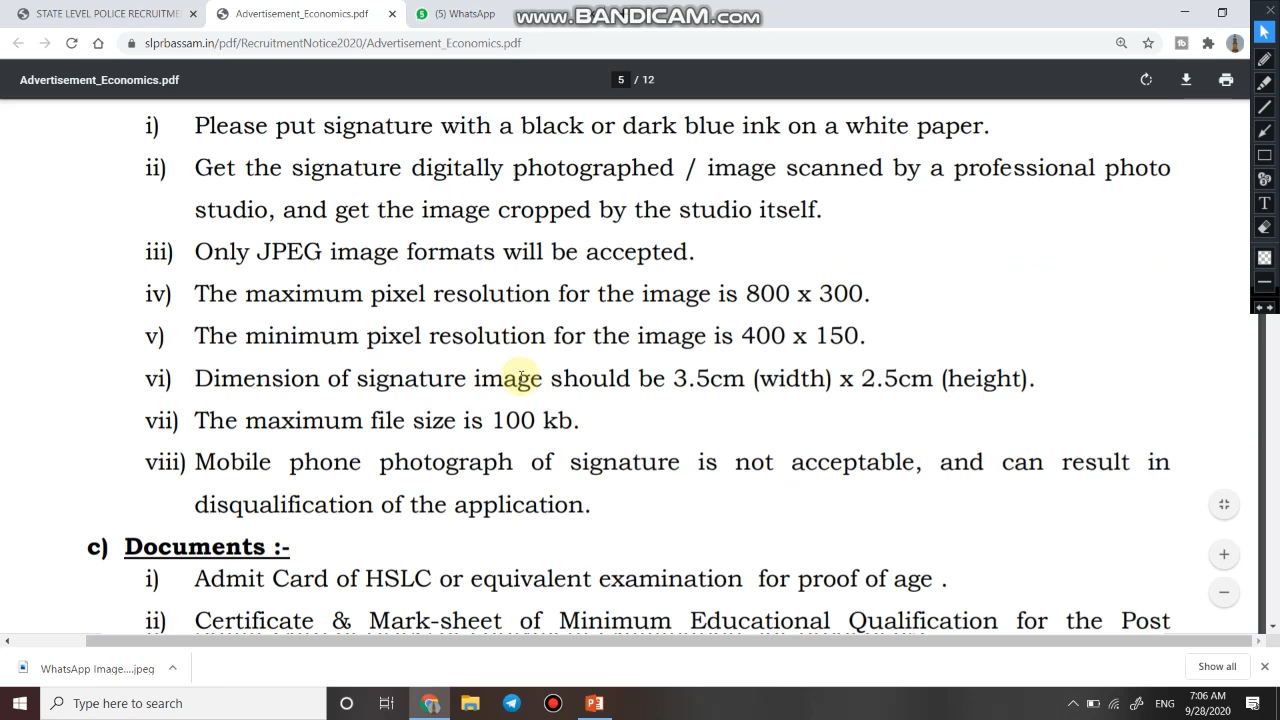 STATE LEVEL POLICE RECRUITME
Advertisement_Economics.pdf
(5) WhatsApp
www.BANDICAM.com
slprbassam.in/pdf/RecruitmentNotice2020/Advertisement_Economics.pdf
Advertisement_Economics.pdf
5 / 12
i) Please put signature with a black or dark blue ink on a white paper.
ii) Get the signature digitally photographed / image scanned by a professional photo
studio, and get the image cropped by the studio itself.
iii) Only JPEG image formats will be accepted.
iv) The maximum pixel resolution for the image is 800 x 300.
v) The minimum pixel resolution for the image is 400 x 150.
vi) Dimension of signature image should be 3.5cm (width) x 2.5cm (height).
vii) The maximum file size is 100 kb.
viii) Mobile phone photograph of signature is not acceptable, and can result in
disqualification of the application.
c) Documents :-
i) Admit Card of HSLC or equivalent examination for proof of age .
ii) Certificate & Mark-sheet of Minimum Educational Qualification for the Post
WhatsApp Image....jpeg
Show all
Type here to search
ENG
7:06 AM
9/28/2020